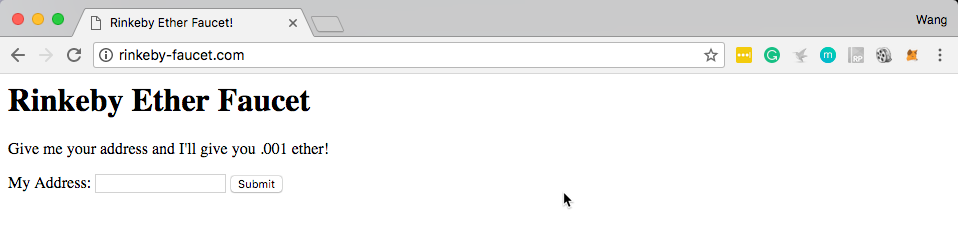 Rinkeby Ether Faucet!
Wang
rinkeby-faucet.com
RP
m
Rinkeby Ether Faucet
Give me your address and I'll give you .001 ether!
My Address:
Submit